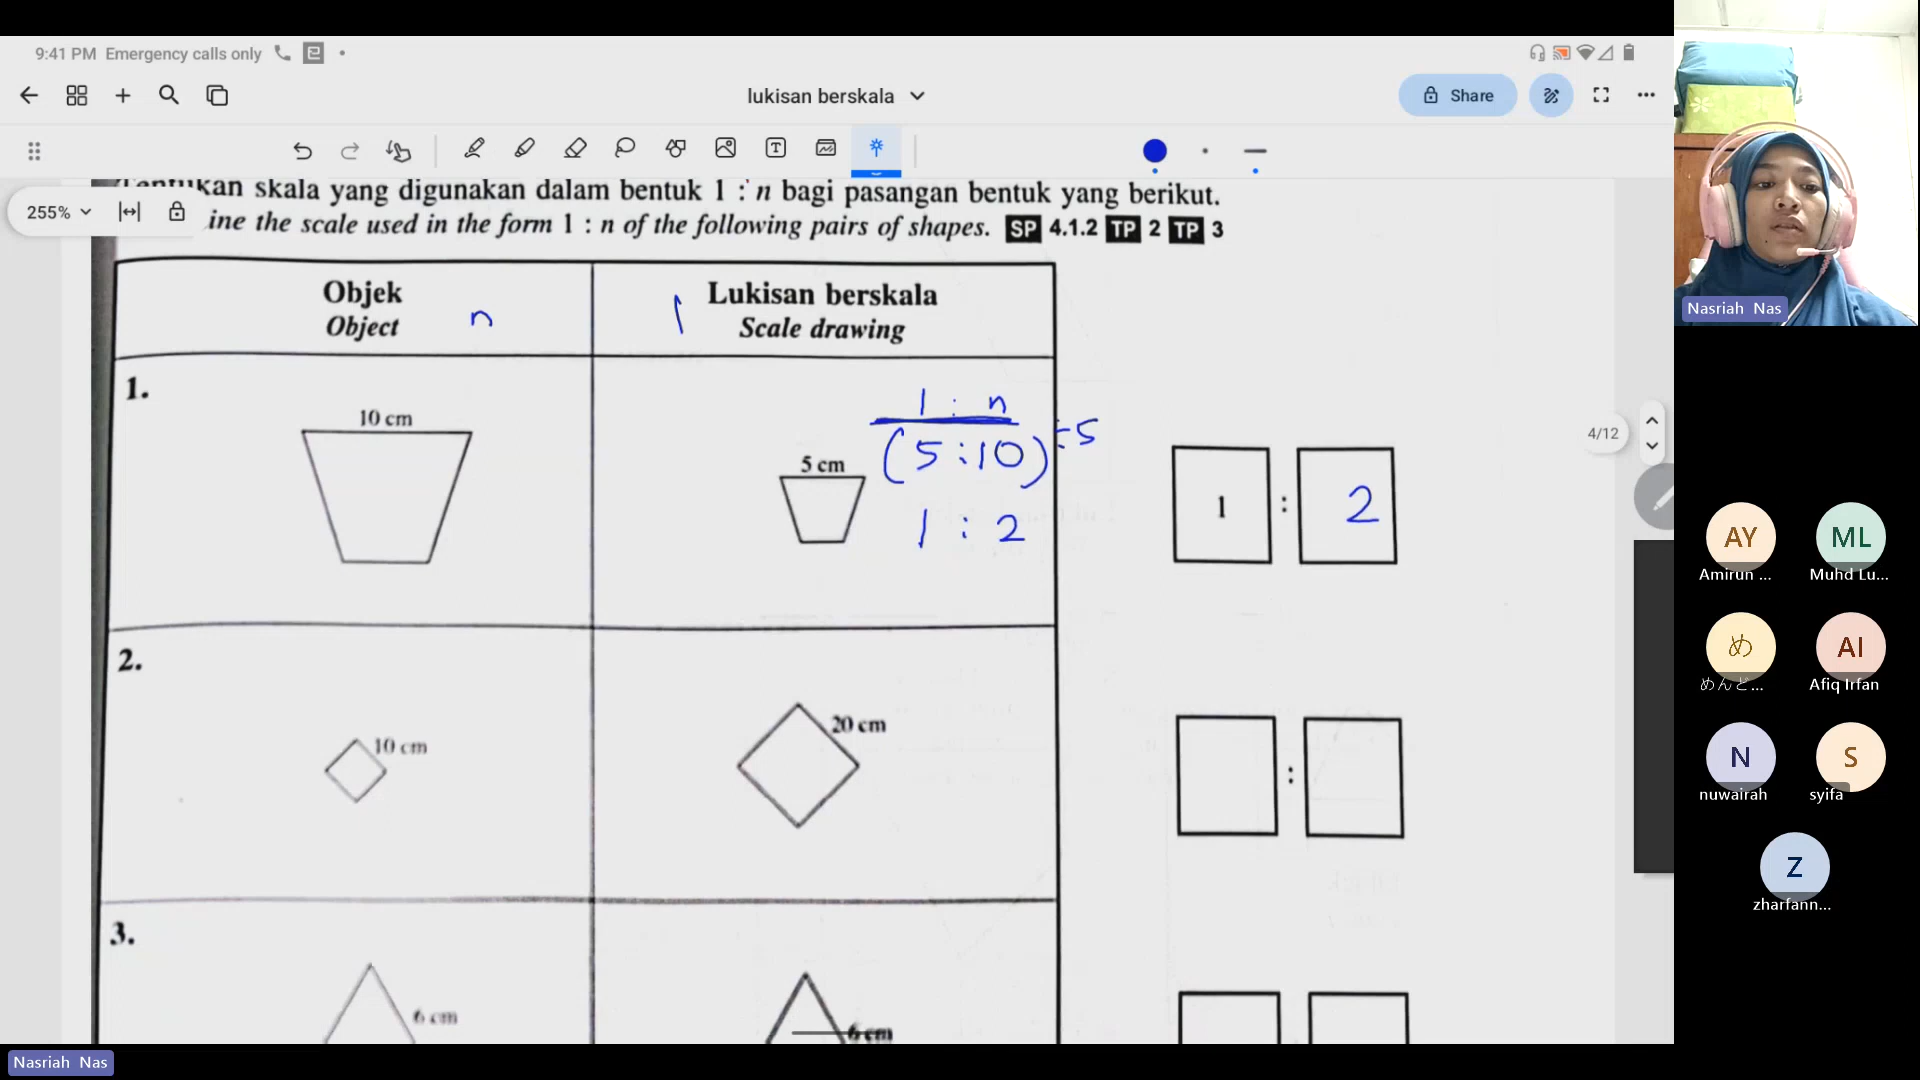 9:41 PM Emergency calls only
lukisan berskala
Share
255%
kan skala yang digunakan dalam bentuk 1 : n bagi pasangan bentuk yang berikut.
ine the scale used in the form 1 : n of the following pairs of shapes. SP 4.1.2 TP 2 TP 3
Objek
Object
n
1
Lukisan berskala
Scale drawing
1.
10 cm
5 cm
1 : n
(5 : 10) ÷5
1 : 2
1 : 2
4/12
2.
10 cm
20 cm
:
3.
6 cm
6 cm
Nasriah Nas
AY
Amirun ...
ML
Muhd Lu...
め
めんど...
AI
Afiq Irfan
N
nuwairah
S
syifa
Z
zharfann...
Nasriah Nas